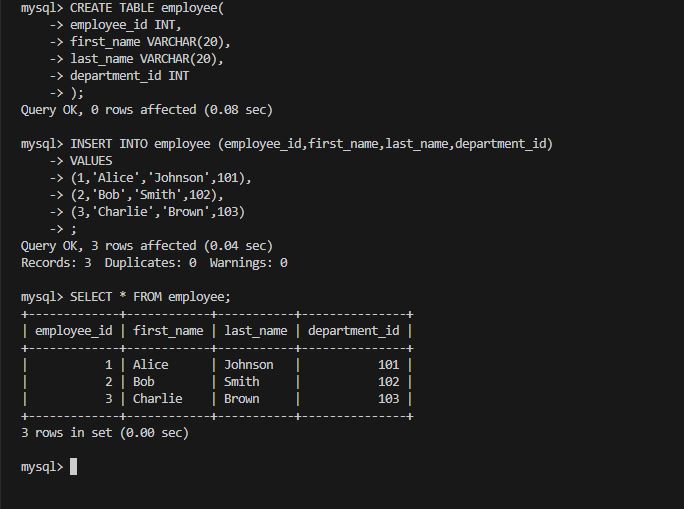 mysql> CREATE TABLE employee(
    -> employee_id INT,
    -> first_name VARCHAR(20),
    -> last_name VARCHAR(20),
    -> department_id INT
    -> );
Query OK, 0 rows affected (0.08 sec)

mysql> INSERT INTO employee (employee_id,first_name,last_name,department_id)
    -> VALUES
    -> (1,'Alice','Johnson',101),
    -> (2,'Bob','Smith',102),
    -> (3,'Charlie','Brown',103)
    -> ;
Query OK, 3 rows affected (0.04 sec)
Records: 3  Duplicates: 0  Warnings: 0

mysql> SELECT * FROM employee;
+-------------+------------+-----------+---------------+
| employee_id | first_name | last_name | department_id |
+-------------+------------+-----------+---------------+
|           1 | Alice      | Johnson   |           101 |
|           2 | Bob        | Smith     |           102 |
|           3 | Charlie    | Brown     |           103 |
+-------------+------------+-----------+---------------+
3 rows in set (0.00 sec)

mysql>